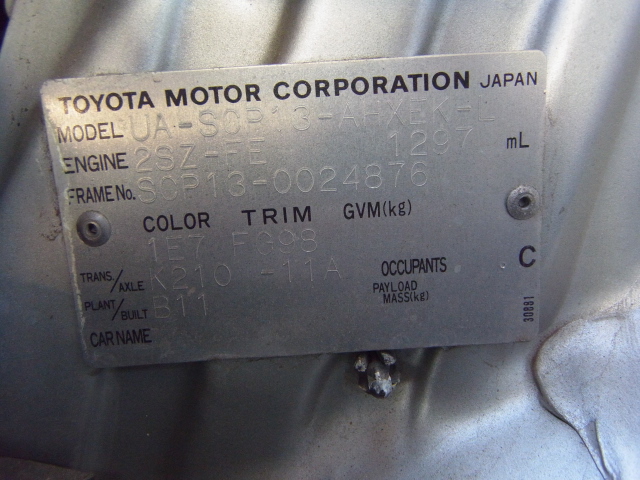 TOYOTA MOTOR CORPORATION JAPAN
MODEL UA-SCP13-AHXEK-L
ENGINE 2SZ-FE 1297 mL
FRAME No. SCP13-0024876
COLOR TRIM GVM(kg)
1E7 FG98
TRANS./AXLE K210 -11A OCCUPANTS C
PLANT/BUILT B11 PAYLOAD MASS(kg)
CAR NAME
30881